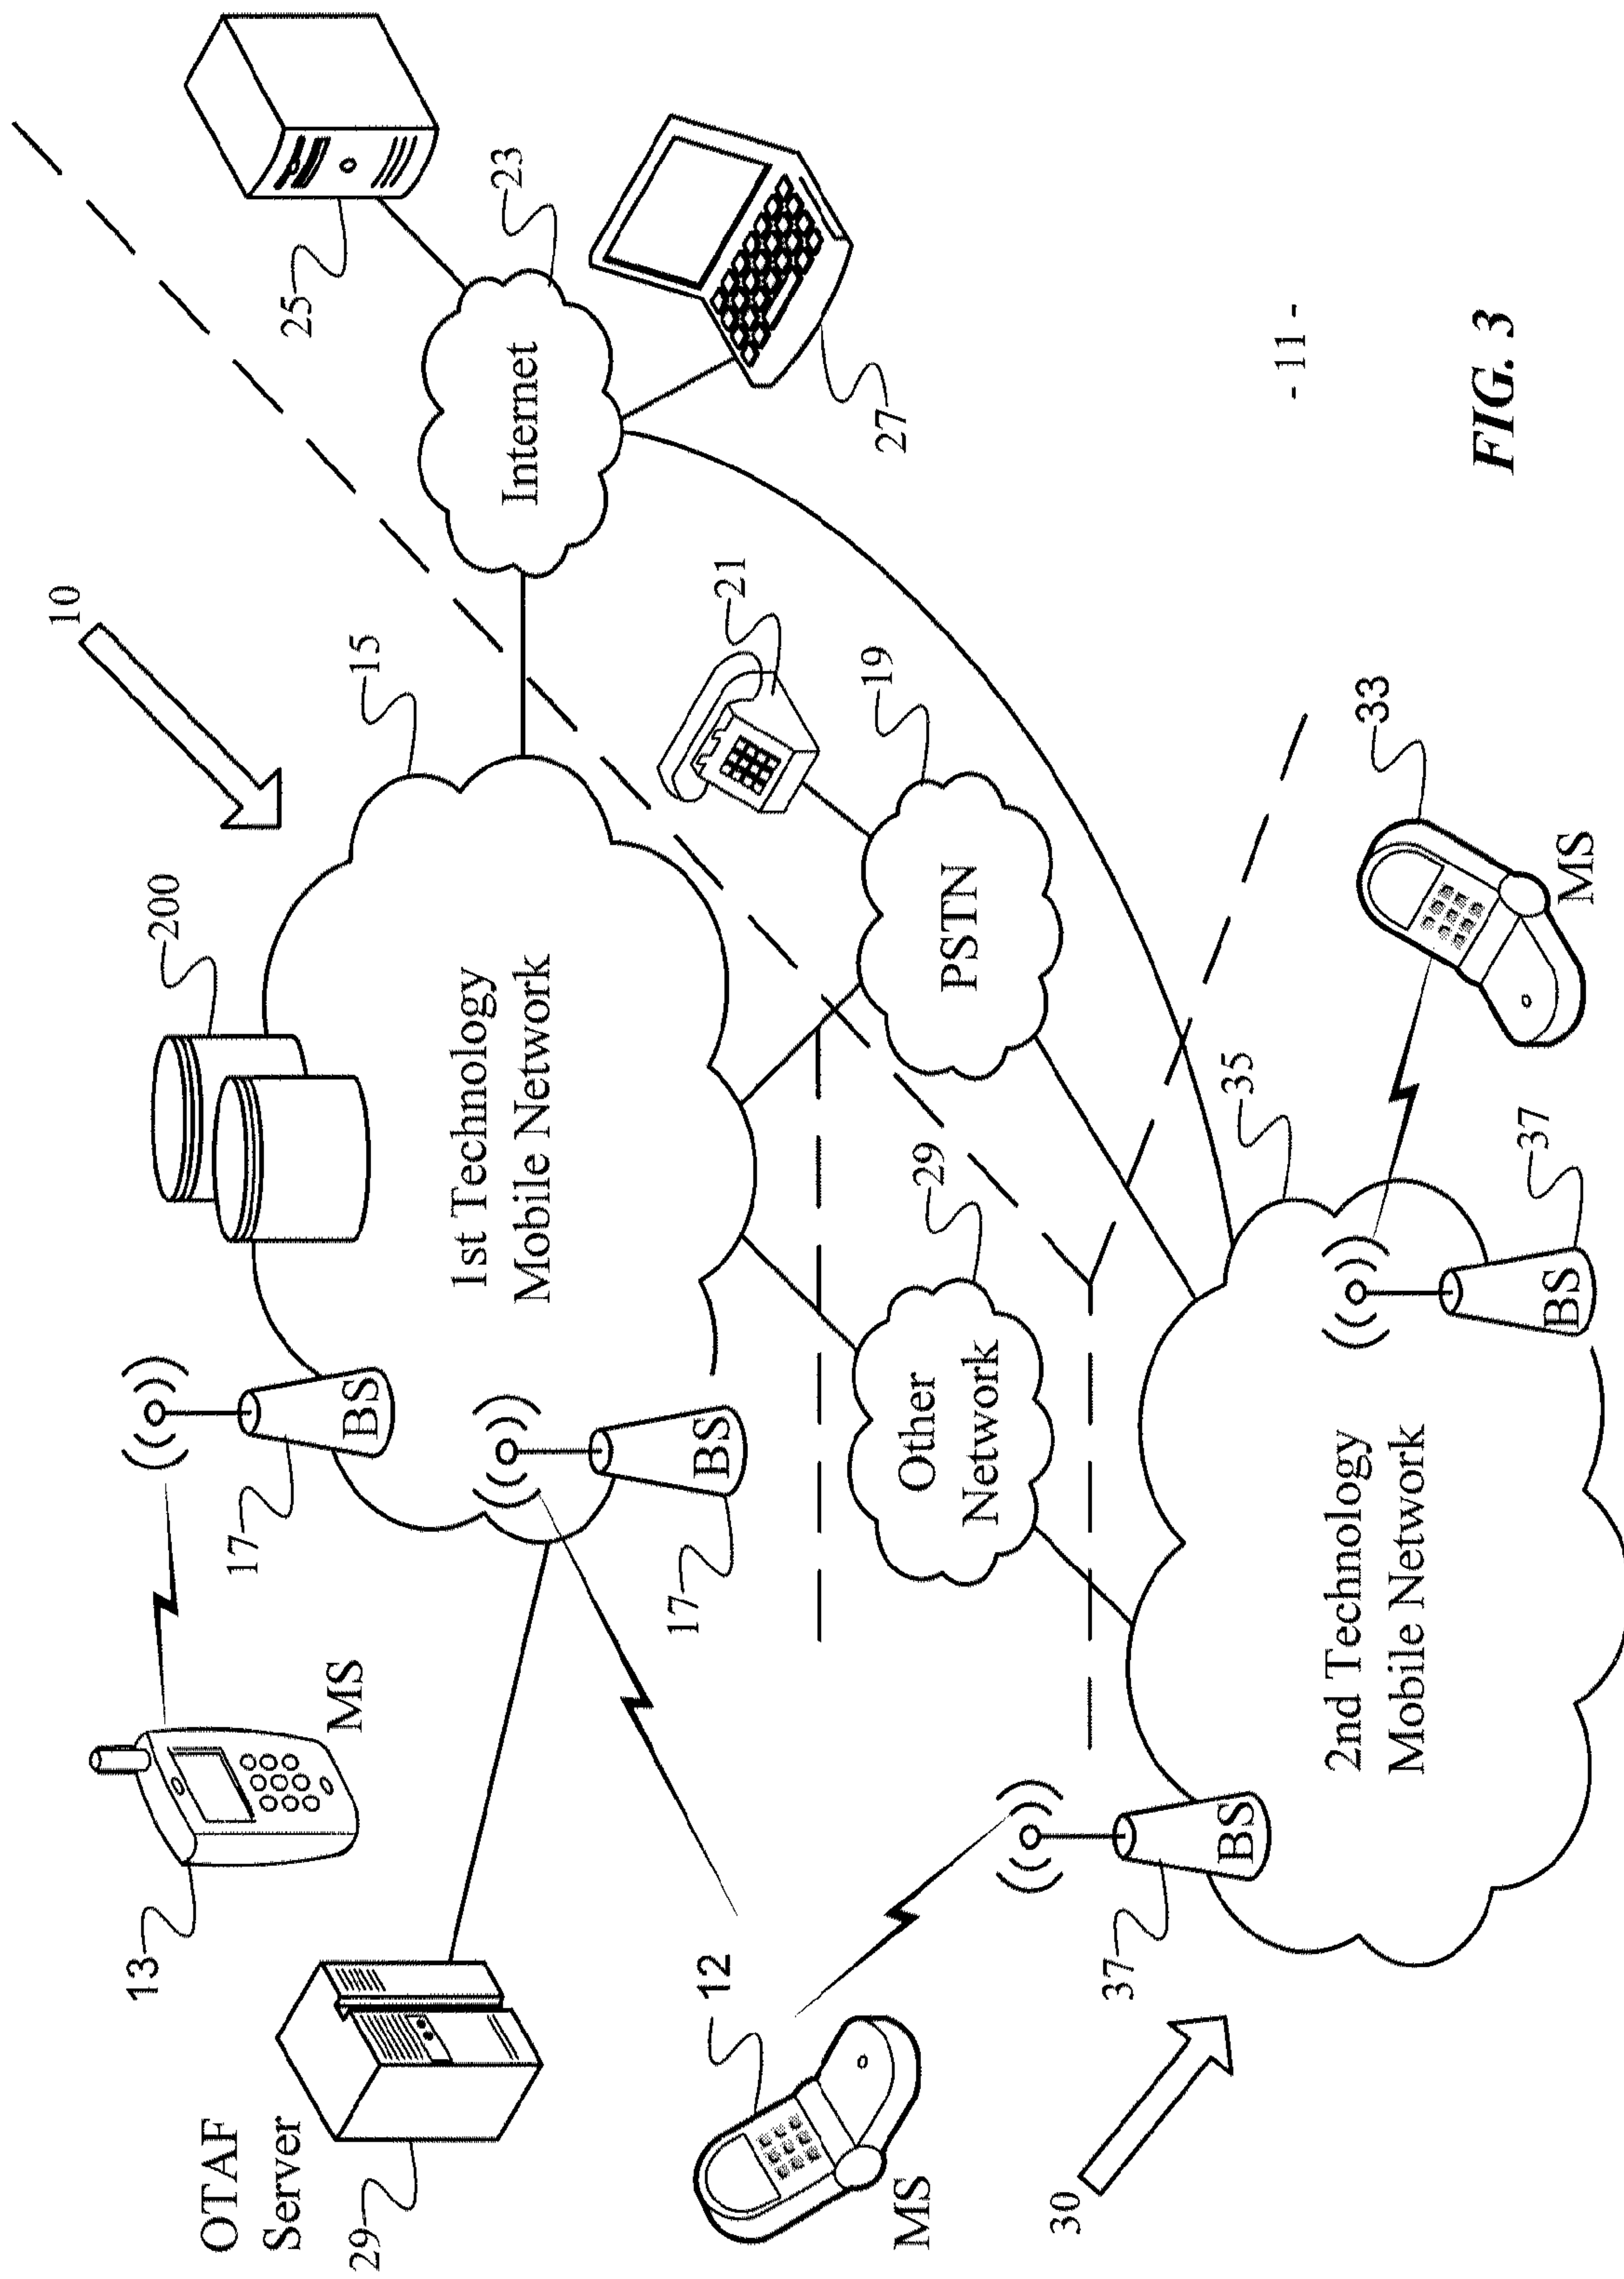 OTAF
Server
29
13
MS
17
BS
200
10
15
1st Technology
Mobile Network
17
BS
25
23
Internet
27
21
19
PSTN
12
MS
Other
Network
29
30
37
BS
2nd Technology
Mobile Network
35
BS
37
33
MS
- 11 -
FIG. 3